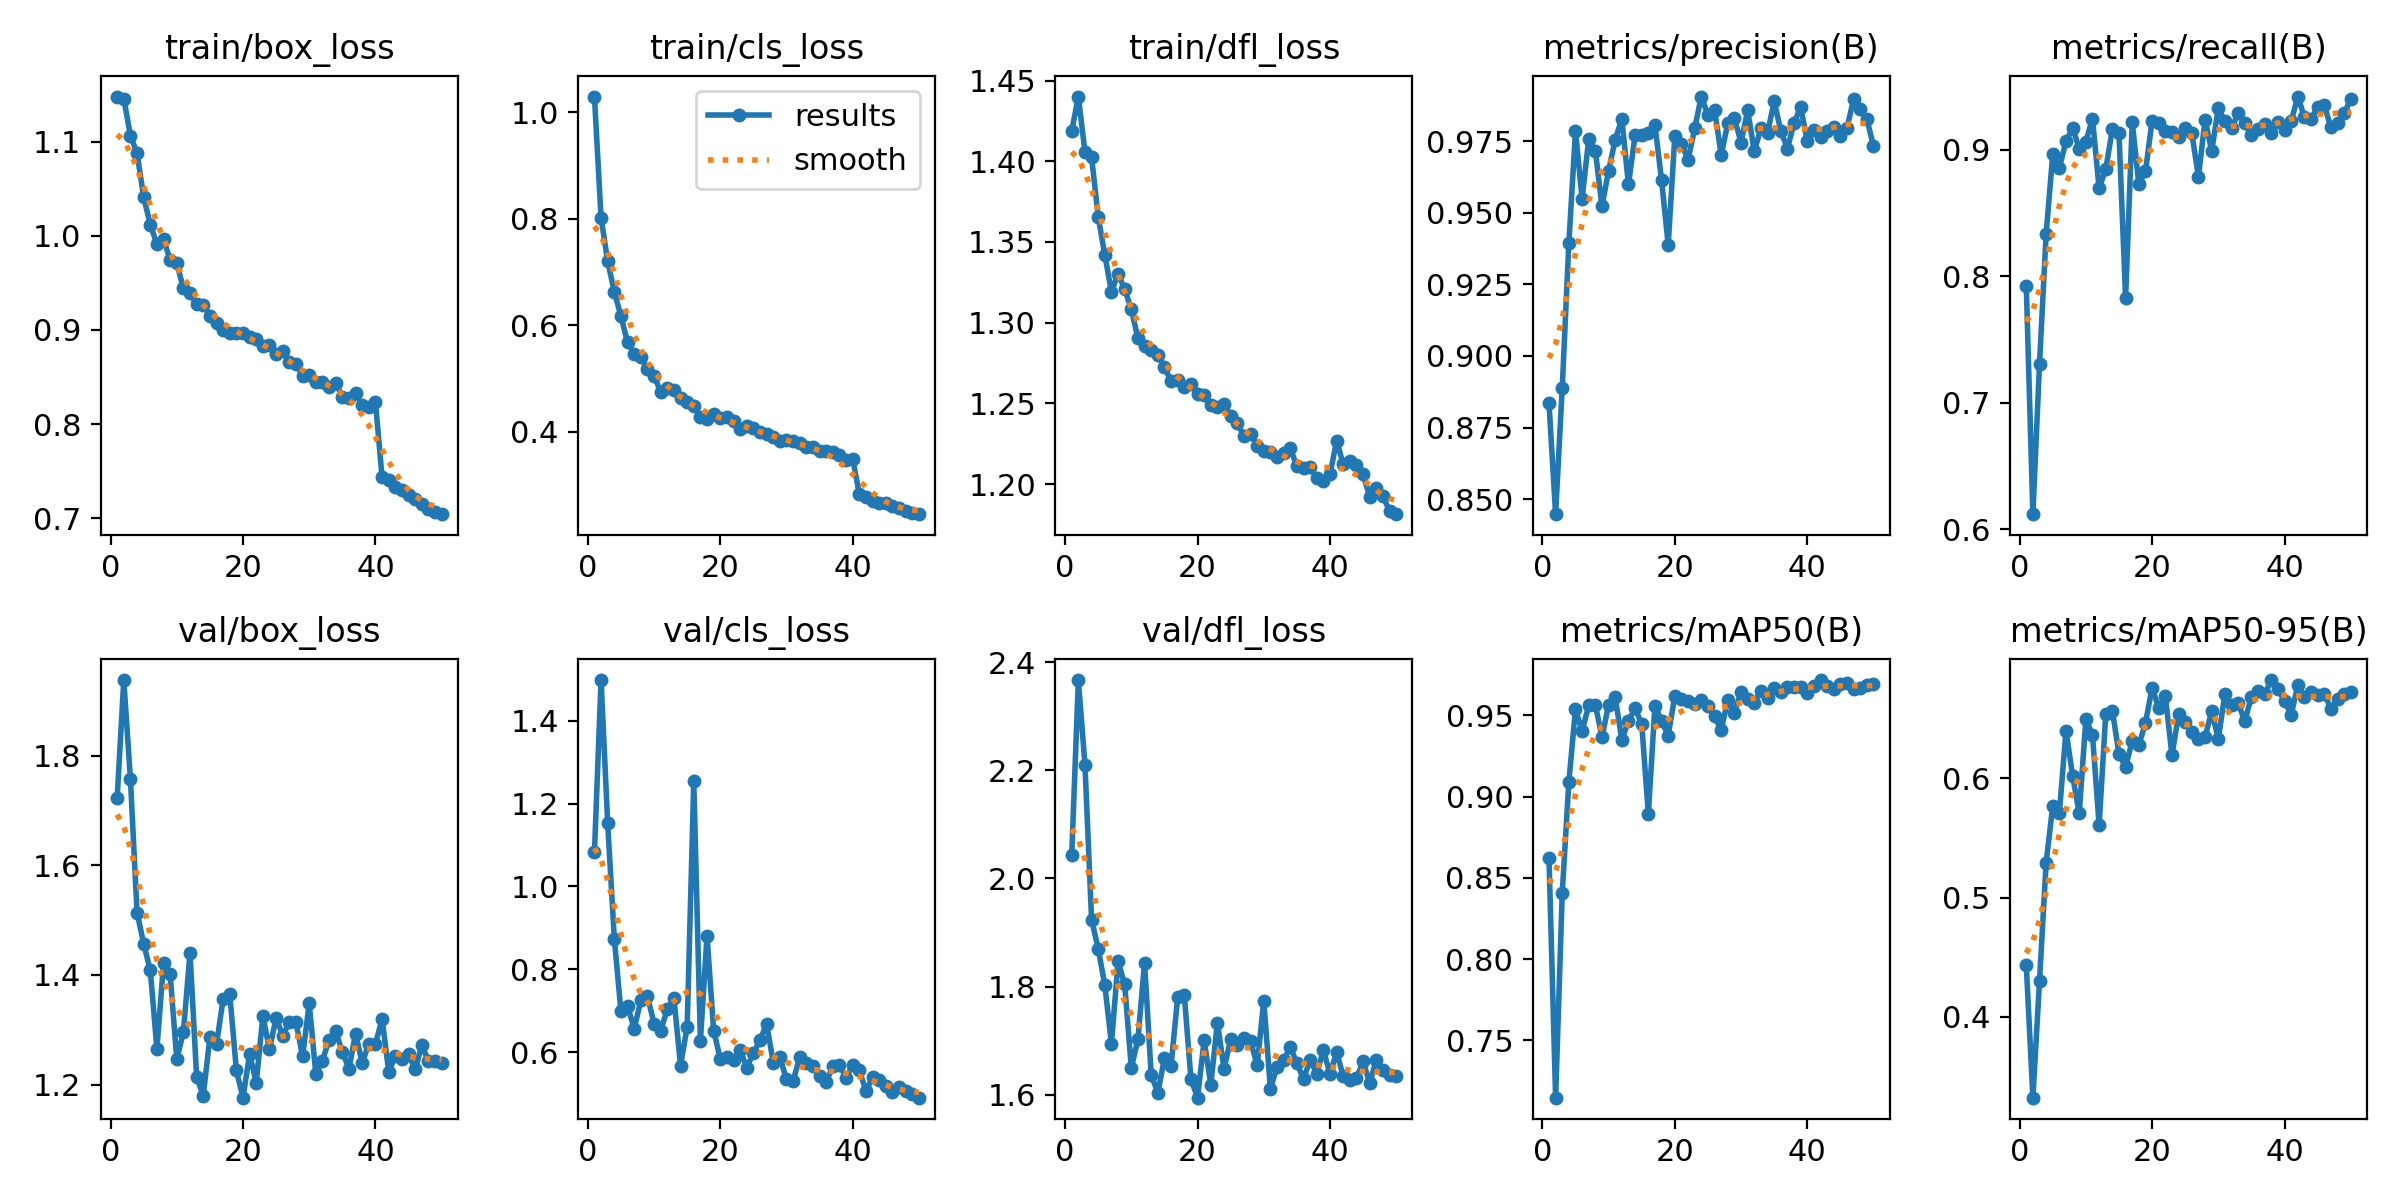 train/box_loss
1.1
1.0
0.9
0.8
0.7
0 20 40
train/cls_loss
results
smooth
1.0
0.8
0.6
0.4
0 20 40
train/dfl_loss
1.45
1.40
1.35
1.30
1.25
1.20
0 20 40
metrics/precision(B)
0.975
0.950
0.925
0.900
0.875
0.850
0 20 40
metrics/recall(B)
0.9
0.8
0.7
0.6
0 20 40
val/box_loss
1.8
1.6
1.4
1.2
0 20 40
val/cls_loss
1.4
1.2
1.0
0.8
0.6
0 20 40
val/dfl_loss
2.4
2.2
2.0
1.8
1.6
0 20 40
metrics/mAP50(B)
0.95
0.90
0.85
0.80
0.75
0 20 40
metrics/mAP50-95(B)
0.6
0.5
0.4
0 20 40